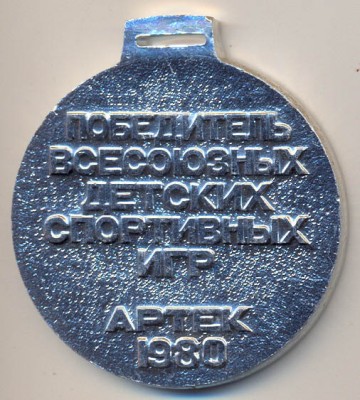 ПОБЕДИТЕЛЬ
ВСЕСОЮЗНЫХ
ДЕТСКИХ
СПОРТИВНЫХ
ИГР
АРТЕК
1980